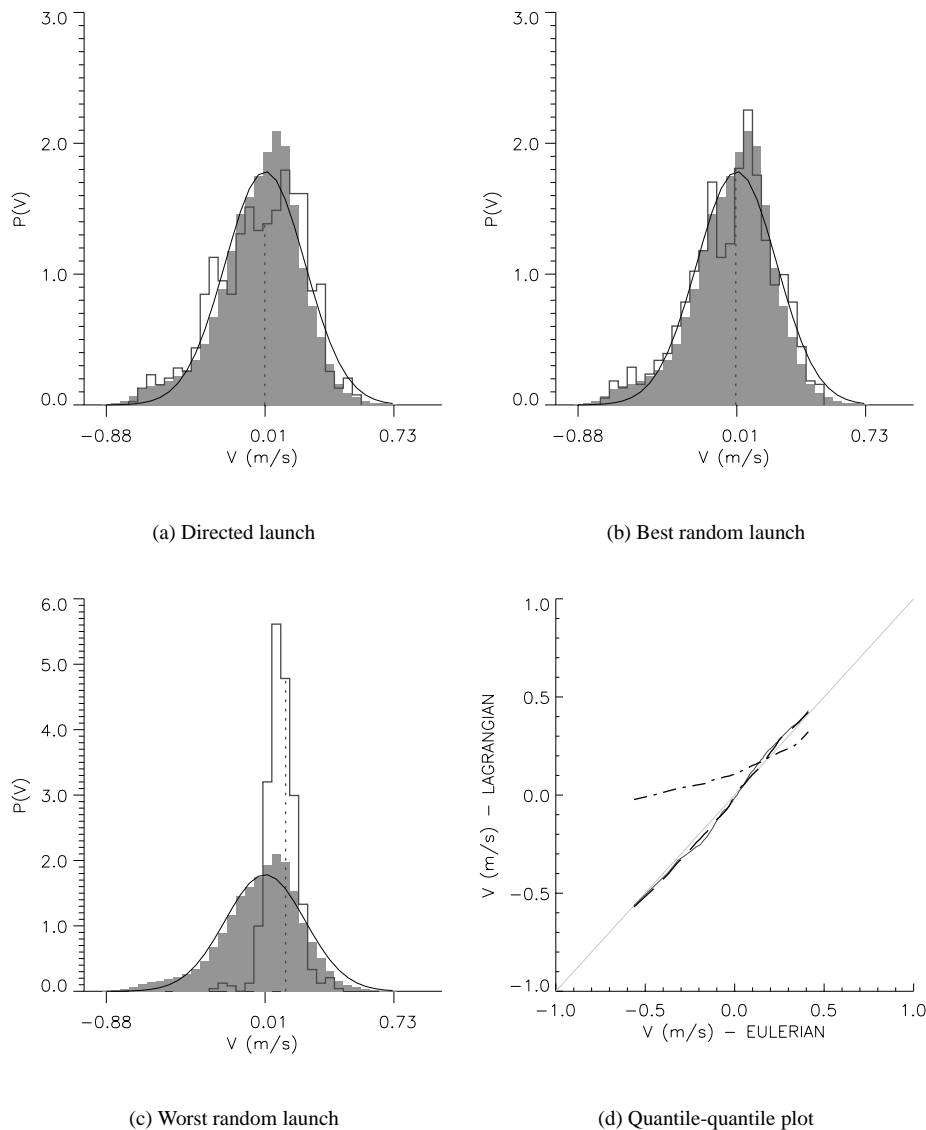 3.0
2.0
1.0
0.0
P(V)
−0.88 0.01 0.73
V (m/s)
(a) Directed launch
3.0
2.0
1.0
0.0
P(V)
−0.88 0.01 0.73
V (m/s)
(b) Best random launch
6.0
5.0
4.0
3.0
2.0
1.0
0.0
P(V)
−0.88 0.01 0.73
V (m/s)
(c) Worst random launch
1.0
0.5
0.0
−0.5
−1.0
V (m/s) − LAGRANGIAN
−1.0 −0.5 0.0 0.5 1.0
V (m/s) − EULERIAN
(d) Quantile-quantile plot